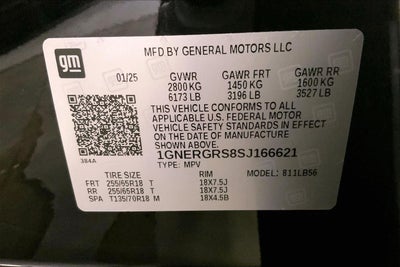 gm
MFD BY GENERAL MOTORS LLC
01/25 GVWR GAWR FRT GAWR RR
2800 KG 1450 KG 1600 KG
6173 LB 3196 LB 3527 LB
THIS VEHICLE CONFORMS TO ALL
APPLICABLE U.S. FEDERAL MOTOR
VEHICLE SAFETY STANDARDS IN EFFECT
ON THE DATE OF MANUFACTURE
SHOWN ABOVE.
384A
1GNERGRS8SJ166621
TYPE: MPV MODEL: 811LB56
TIRE SIZE RIM
FRT 255/65R18 T 18X7.5J
RR 255/65R18 T 18X7.5J
SPA T135/70R18 M 18X4.5B